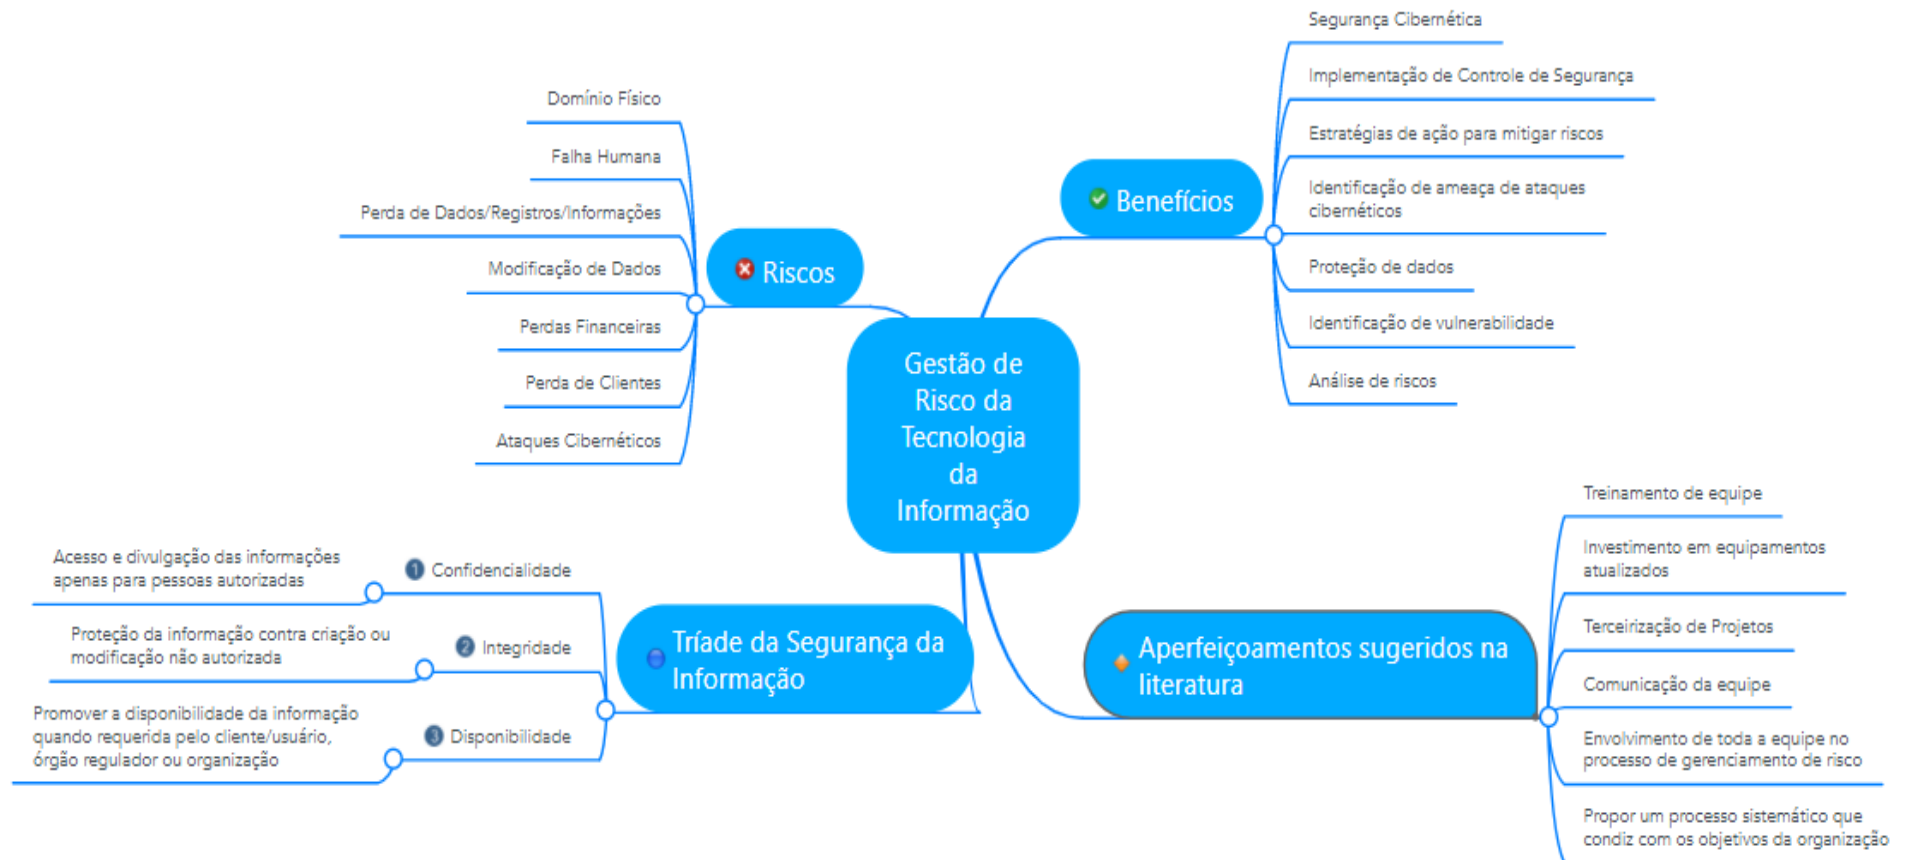 Gestão de
Risco da
Tecnologia
da
Informação
Riscos
Domínio Físico
Falha Humana
Perda de Dados/Registros/Informações
Modificação de Dados
Perdas Financeiras
Perda de Clientes
Ataques Cibernéticos
Benefícios
Segurança Cibernética
Implementação de Controle de Segurança
Estratégias de ação para mitigar riscos
Identificação de ameaça de ataques
cibernéticos
Proteção de dados
Identificação de vulnerabilidade
Análise de riscos
Tríade da Segurança da
Informação
1 Confidencialidade
Acesso e divulgação das informações
apenas para pessoas autorizadas
2 Integridade
Proteção da informação contra criação ou
modificação não autorizada
3 Disponibilidade
Promover a disponibilidade da informação
quando requerida pelo cliente/usuário,
órgão regulador ou organização
Aperfeiçoamentos sugeridos na
literatura
Treinamento de equipe
Investimento em equipamentos
atualizados
Terceirização de Projetos
Comunicação da equipe
Envolvimento de toda a equipe no
processo de gerenciamento de risco
Propor um processo sistemático que
condiz com os objetivos da organização